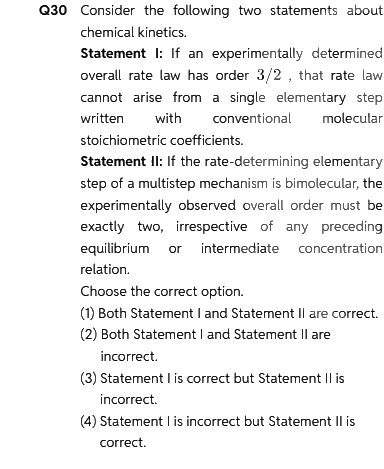 Q30 Consider the following two statements about
chemical kinetics.
Statement I: If an experimentally determined
overall rate law has order 3/2 , that rate law
cannot arise from a single elementary step
written with conventional molecular
stoichiometric coefficients.
Statement II: If the rate-determining elementary
step of a multistep mechanism is bimolecular, the
experimentally observed overall order must be
exactly two, irrespective of any preceding
equilibrium or intermediate concentration
relation.
Choose the correct option.
(1) Both Statement I and Statement II are correct.
(2) Both Statement I and Statement II are
incorrect.
(3) Statement I is correct but Statement II is
incorrect.
(4) Statement I is incorrect but Statement II is
correct.